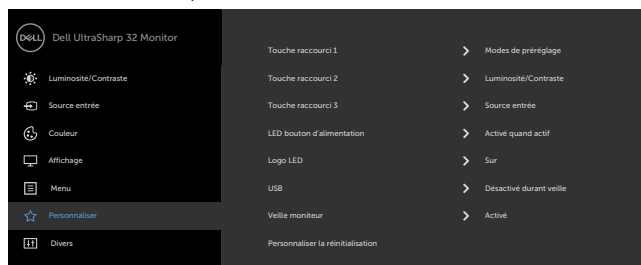 DELL
Dell UltraSharp 32 Monitor
Luminosité/Contraste
Source entrée
Couleur
Affichage
Menu
Personnaliser
Divers
Touche raccourci 1 Modes de préréglage
Touche raccourci 2 Luminosité/Contraste
Touche raccourci 3 Source entrée
LED bouton d'alimentation Activé quand actif
Logo LED Sur
USB Désactivé durant veille
Veille moniteur Activé
Personnaliser la réinitialisation